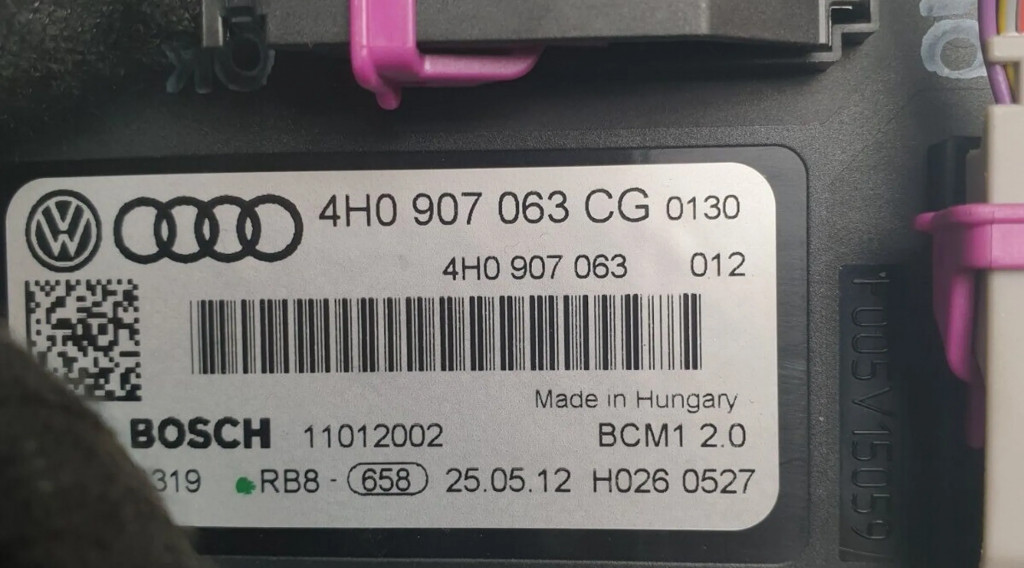 OK
4H0 907 063 CG 0130
4H0 907 063 012
Made in Hungary
BOSCH 11012002 BCM1 2.0
319 RB8 - 658 25.05.12 H026 0527